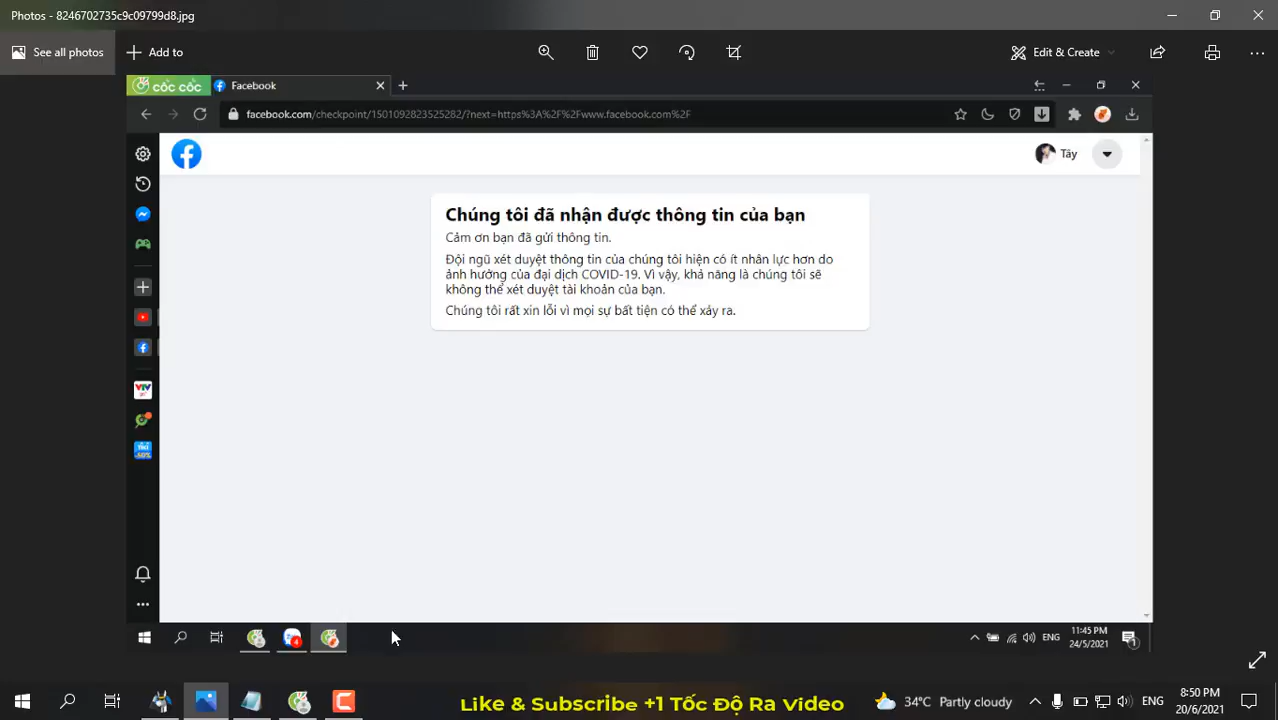 Photos - 8246702735c9c09799d8.jpg
See all photos
Add to
Edit & Create
cốc cốc
Facebook
facebook.com/checkpoint/1501092823525282/?next=https%3A%2F%2Fwww.facebook.com%2F
Tây
Chúng tôi đã nhận được thông tin của bạn
Cảm ơn bạn đã gửi thông tin.
Đội ngũ xét duyệt thông tin của chúng tôi hiện có ít nhân lực hơn do
ảnh hưởng của đại dịch COVID-19. Vì vậy, khả năng là chúng tôi sẽ
không thể xét duyệt tài khoản của bạn.
Chúng tôi rất xin lỗi vì mọi sự bất tiện có thể xảy ra.
VTV
TIKI
-50%
4
ENG
11:45 PM
24/5/2021
1
Like & Subscribe +1 Tốc Độ Ra Video
34°C Partly cloudy
ENG
8:50 PM
20/6/2021